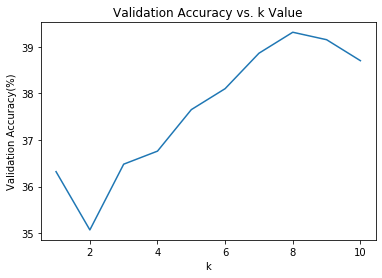 Validation Accuracy vs. k Value
Validation Accuracy(%)
39
38
37
36
35
2 4 6 8 10
k